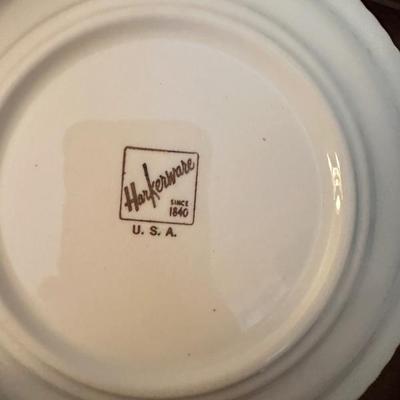 Harkerware
SINCE
1840
U. S. A.